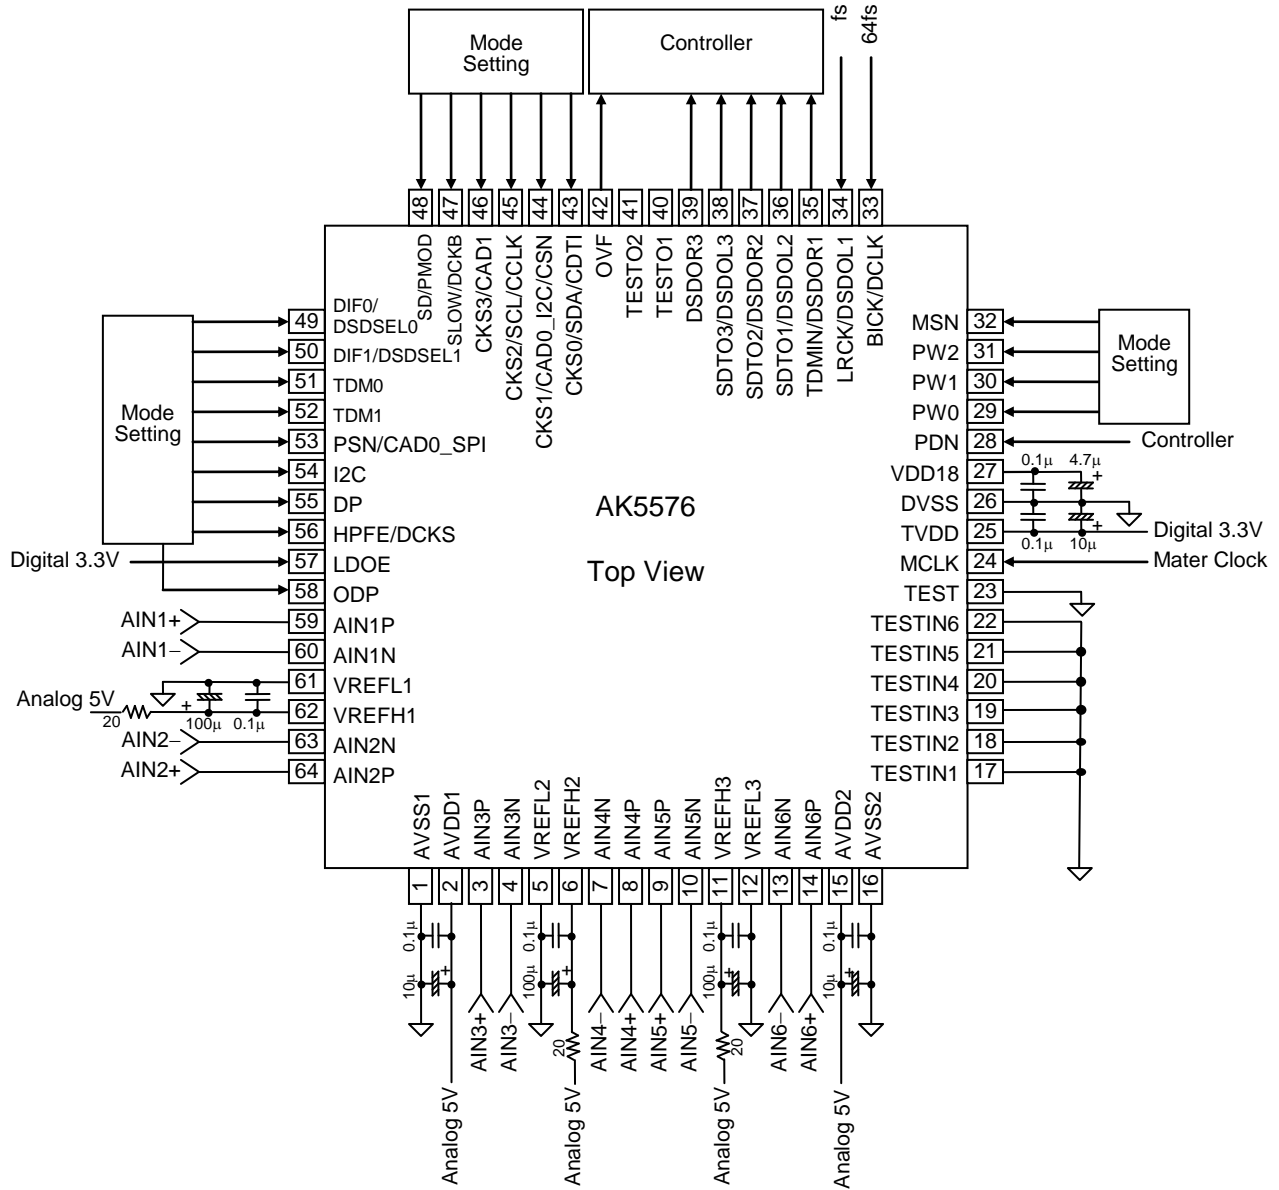 Mode
Setting
Controller
fs
64fs
48
47
46
45
44
43
42
41
40
39
38
37
36
35
34
33
SD/PMOD
SLOW/DCKB
CKS3/CAD1
CKS2/SCL/CCLK
CKS1/CAD0_I2C/CSN
CKS0/SDA/CDTI
OVF
TESTO2
TESTO1
DSDOR3
SDTO3/DSDOL3
SDTO2/DSDOR2
SDTO1/DSDOL2
TDMIN/DSDOR1
LRCK/DSDOL1
BICK/DCLK
Mode
Setting
49 DIF0/
DSDSEL0
50 DIF1/DSDSEL1
51 TDM0
52 TDM1
53 PSN/CAD0_SPI
54 I2C
55 DP
56 HPFE/DCKS
Digital 3.3V 57 LDOE
58 ODP
AIN1+ 59 AIN1P
AIN1− 60 AIN1N
61 VREFL1
Analog 5V 20 + 100µ 0.1µ 62 VREFH1
AIN2− 63 AIN2N
AIN2+ 64 AIN2P
AK5576
Top View
MSN 32
PW2 31
PW1 30
PW0 29
Mode
Setting
PDN 28 Controller
VDD18 27 0.1µ 4.7µ +
DVSS 26
TVDD 25 0.1µ 10µ + Digital 3.3V
MCLK 24 Mater Clock
TEST 23
TESTIN6 22
TESTIN5 21
TESTIN4 20
TESTIN3 19
TESTIN2 18
TESTIN1 17
AVSS1
AVDD1
AIN3P
AIN3N
VREFL2
VREFH2
AIN4N
AIN4P
AIN5P
AIN5N
VREFH3
VREFL3
AIN6N
AIN6P
AVDD2
AVSS2
1
2
3
4
5
6
7
8
9
10
11
12
13
14
15
16
0.1µ
0.1µ
0.1µ
0.1µ
10µ
+
100µ
+
100µ
+
10µ
+
AIN3+
AIN3−
20
AIN4−
AIN4+
AIN5+
AIN5−
20
AIN6−
AIN6+
Analog 5V
Analog 5V
Analog 5V
Analog 5V